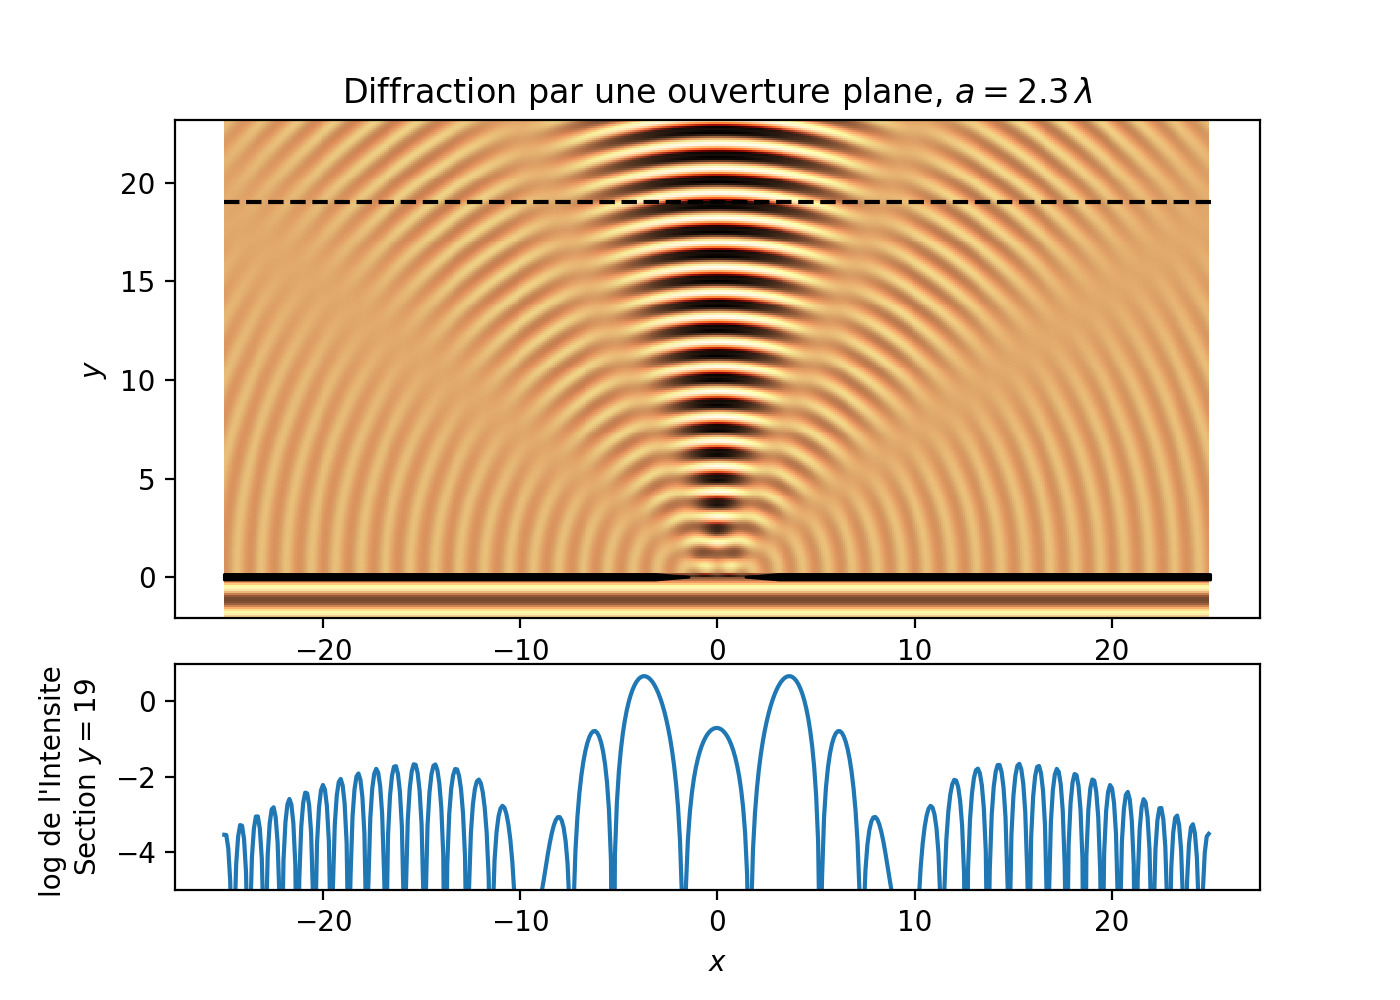 Diffraction par une ouverture plane, a = 2.3 λ
20
15
10
5
0
y
−20 −10 0 10 20
0
−2
−4
log de l'Intensite
Section y = 19
−20 −10 0 10 20
x